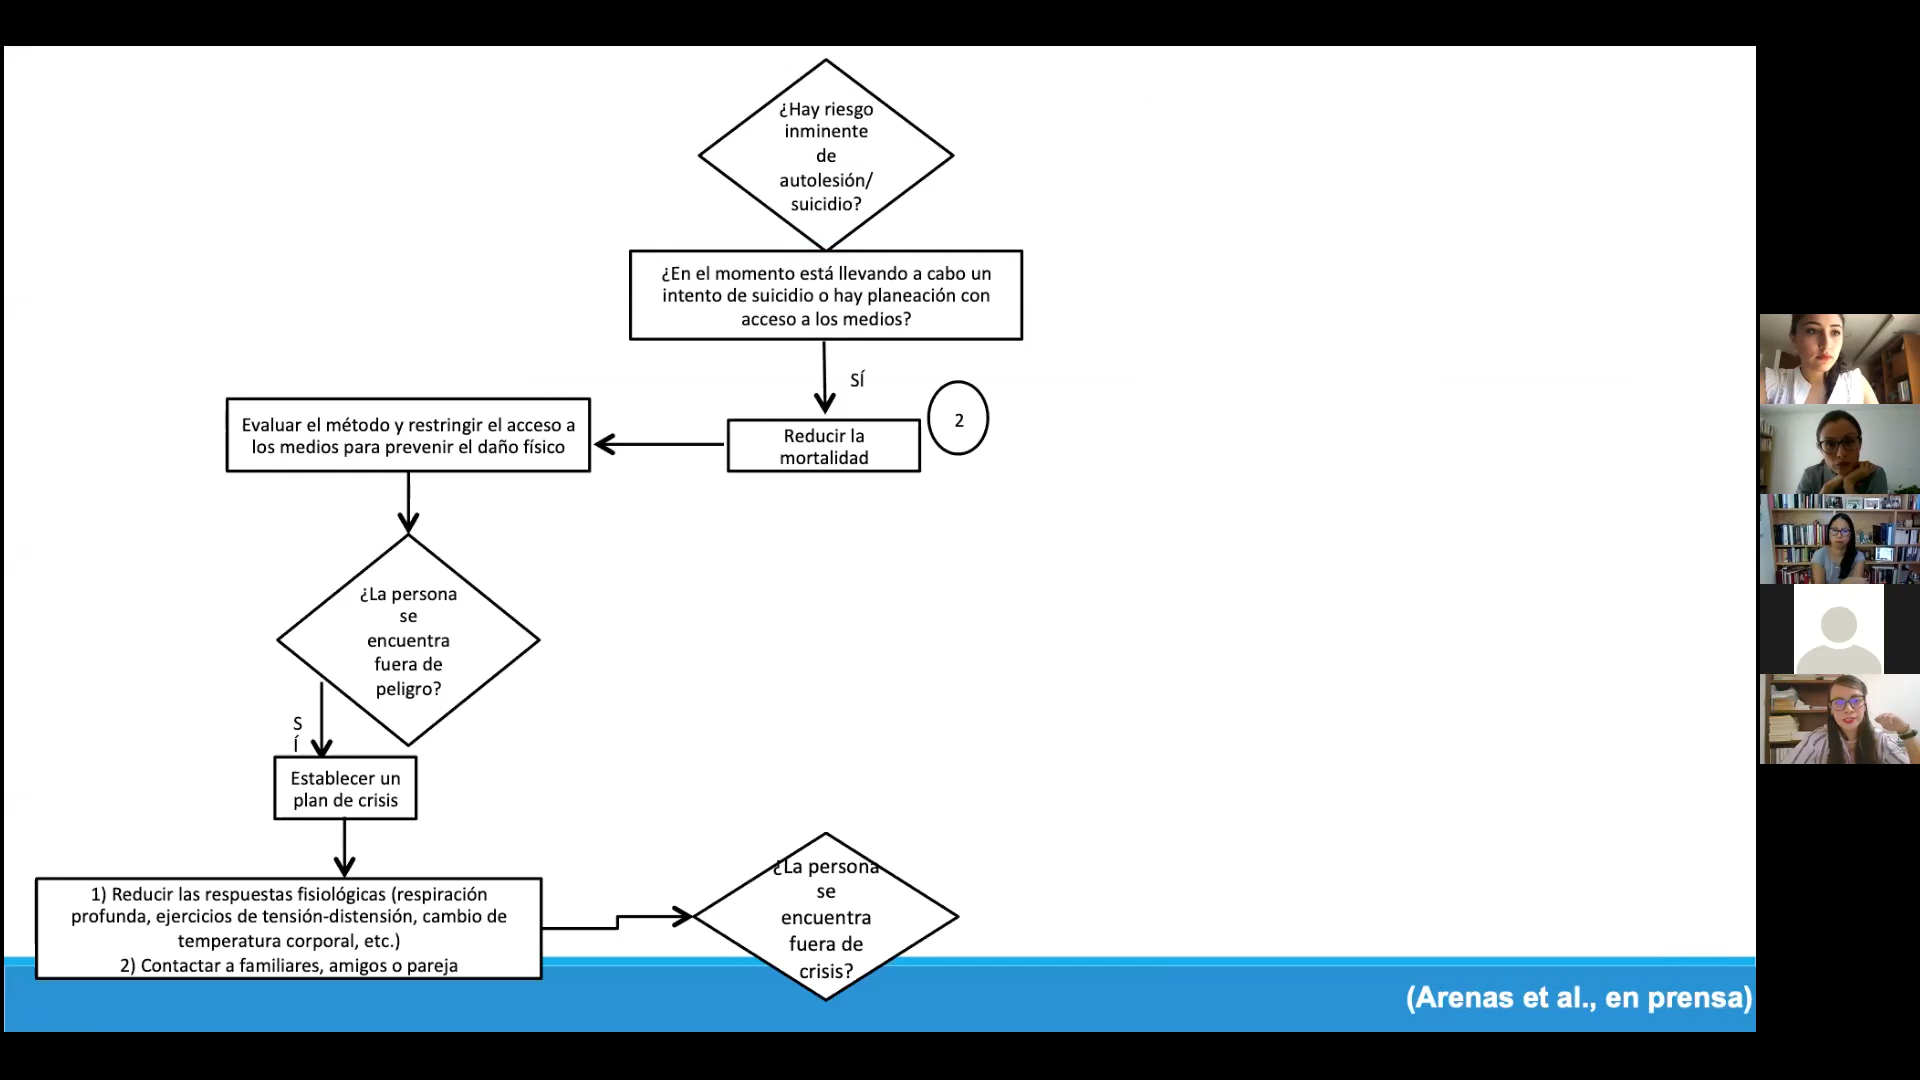 ¿Hay riesgo
inminente
de
autolesión/
suicidio?
¿En el momento está llevando a cabo un
intento de suicidio o hay planeación con
acceso a los medios?
SÍ
2
Reducir la
mortalidad
Evaluar el método y restringir el acceso a
los medios para prevenir el daño físico
¿La persona
se
encuentra
fuera de
peligro?
S
Í
Establecer un
plan de crisis
1) Reducir las respuestas fisiológicas (respiración
profunda, ejercicios de tensión-distensión, cambio de
temperatura corporal, etc.)
2) Contactar a familiares, amigos o pareja
¿La persona
se
encuentra
fuera de
crisis?
(Arenas et al., en prensa)